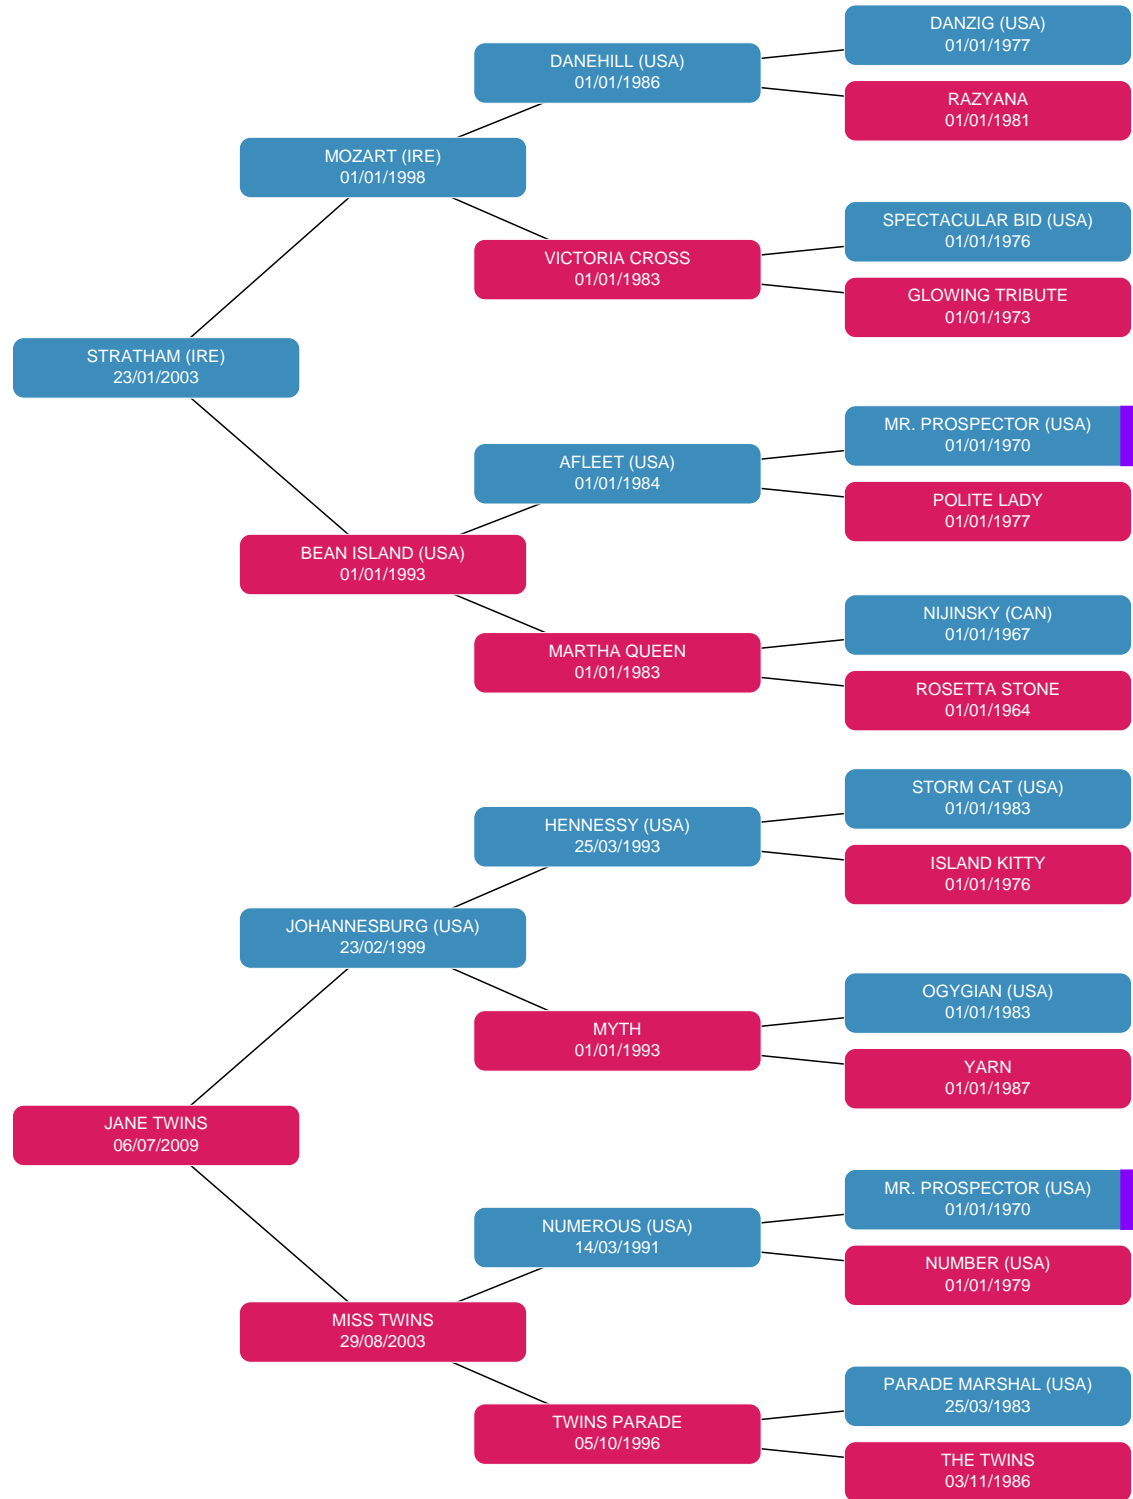 DANZIG (USA)
01/01/1977
DANEHILL (USA)
01/01/1986
RAZYANA
01/01/1981
MOZART (IRE)
01/01/1998
SPECTACULAR BID (USA)
01/01/1976
VICTORIA CROSS
01/01/1983
GLOWING TRIBUTE
01/01/1973
STRATHAM (IRE)
23/01/2003
MR. PROSPECTOR (USA)
01/01/1970
AFLEET (USA)
01/01/1984
POLITE LADY
01/01/1977
BEAN ISLAND (USA)
01/01/1993
NIJINSKY (CAN)
01/01/1967
MARTHA QUEEN
01/01/1983
ROSETTA STONE
01/01/1964
STORM CAT (USA)
01/01/1983
HENNESSY (USA)
25/03/1993
ISLAND KITTY
01/01/1976
JOHANNESBURG (USA)
23/02/1999
OGYGIAN (USA)
01/01/1983
MYTH
01/01/1993
YARN
01/01/1987
JANE TWINS
06/07/2009
MR. PROSPECTOR (USA)
01/01/1970
NUMEROUS (USA)
14/03/1991
NUMBER (USA)
01/01/1979
MISS TWINS
29/08/2003
PARADE MARSHAL (USA)
25/03/1983
TWINS PARADE
05/10/1996
THE TWINS
03/11/1986